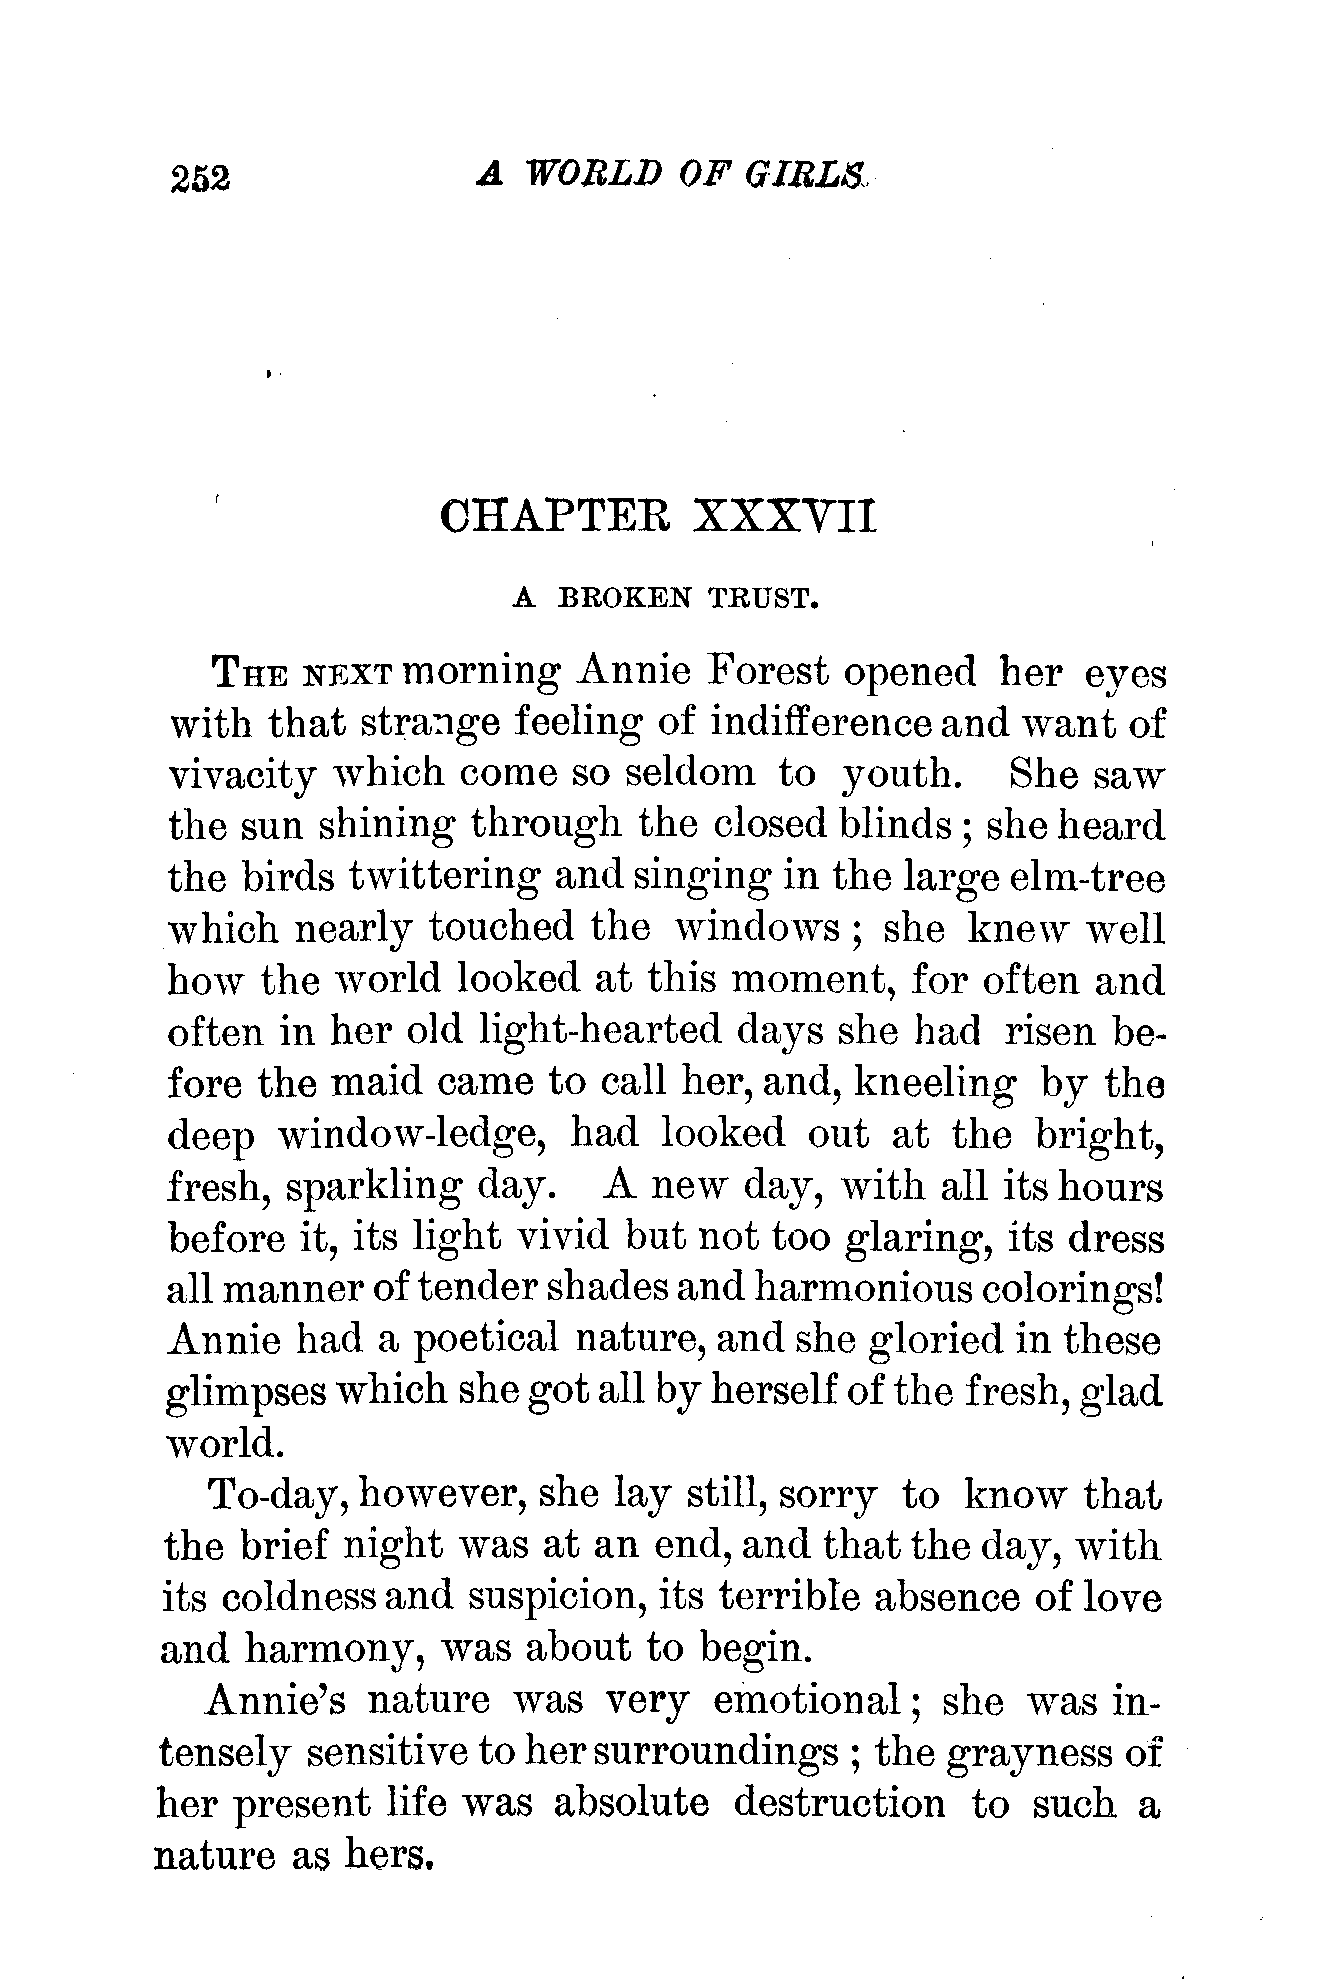 252 A WORLD OF GIRLS.
CHAPTER XXXVII
A BROKEN TRUST.
THE NEXT morning Annie Forest opened her eyes
with that strange feeling of indifference and want of
vivacity which come so seldom to youth. She saw
the sun shining through the closed blinds ; she heard
the birds twittering and singing in the large elm-tree
which nearly touched the windows ; she knew well
how the world looked at this moment, for often and
often in her old light-hearted days she had risen be-
fore the maid came to call her, and, kneeling by the
deep window-ledge, had looked out at the bright,
fresh, sparkling day. A new day, with all its hours
before it, its light vivid but not too glaring, its dress
all manner of tender shades and harmonious colorings!
Annie had a poetical nature, and she gloried in these
glimpses which she got all by herself of the fresh, glad
world.
To-day, however, she lay still, sorry to know that
the brief night was at an end, and that the day, with
its coldness and suspicion, its terrible absence of love
and harmony, was about to begin.
Annie's nature was very emotional ; she was in-
tensely sensitive to her surroundings ; the grayness of
her present life was absolute destruction to such a
nature as hers.